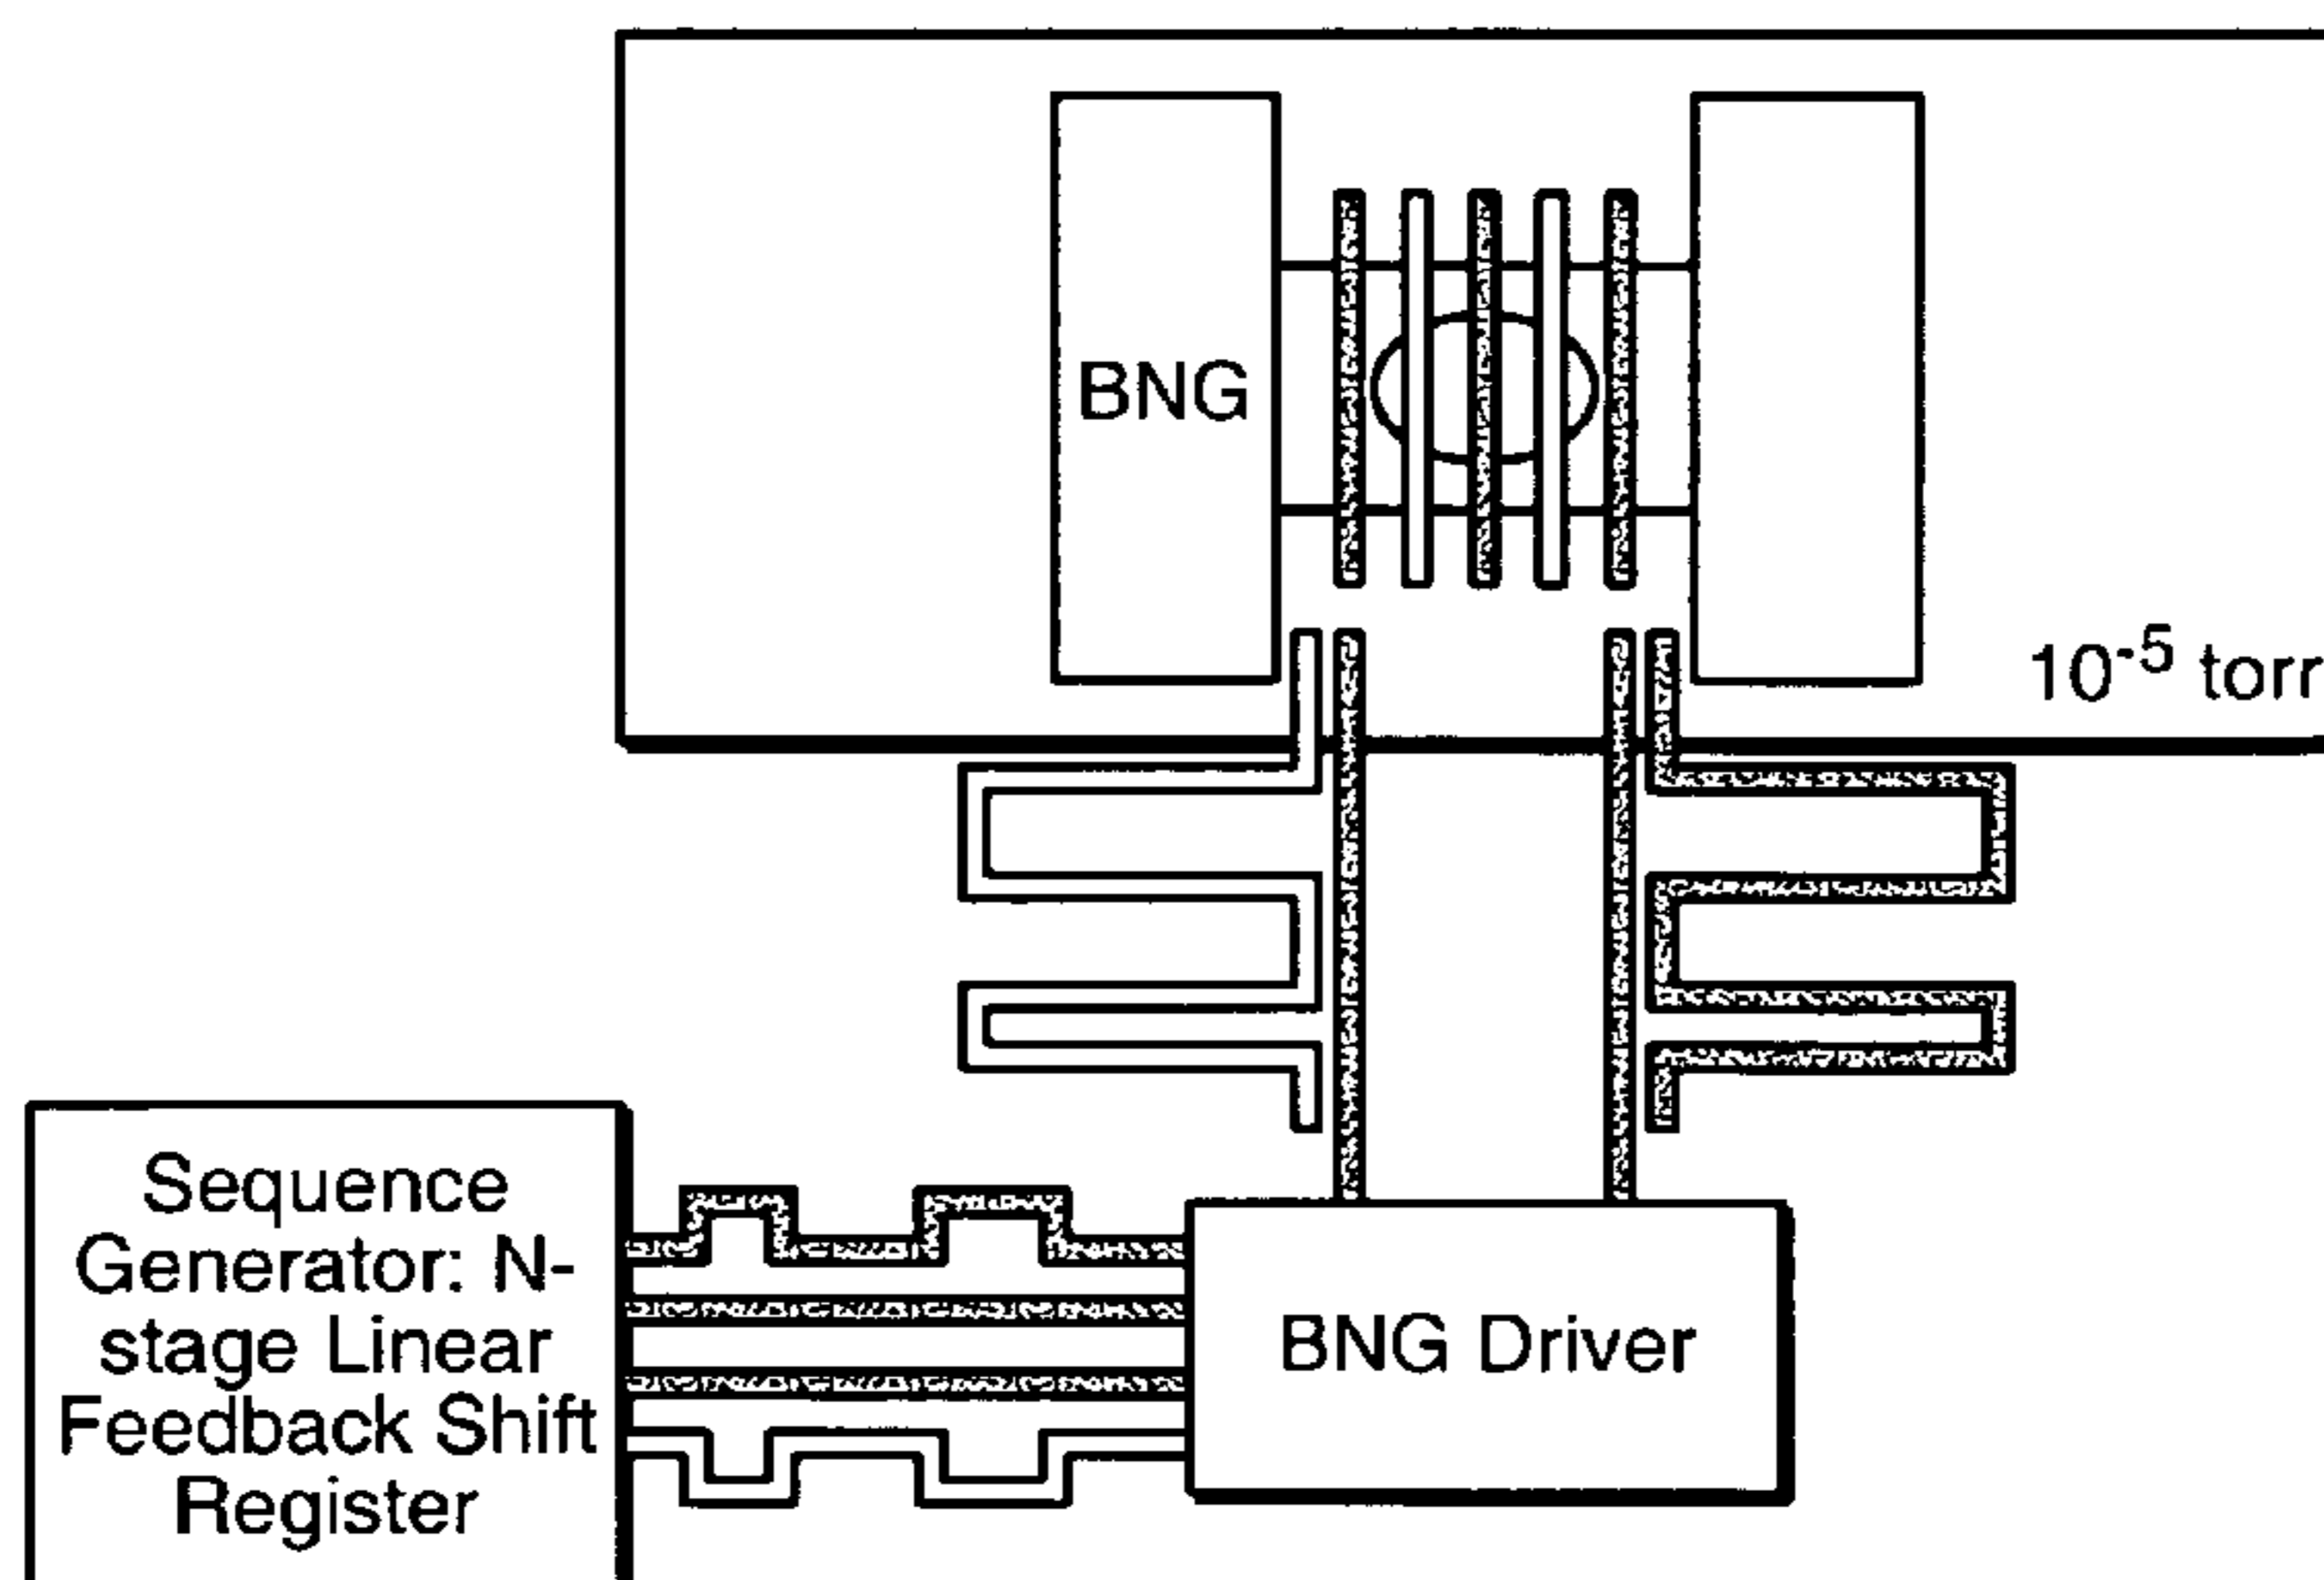 BNG
10⁻⁵ torr
Sequence
Generator: N-
stage Linear
Feedback Shift
Register
BNG Driver